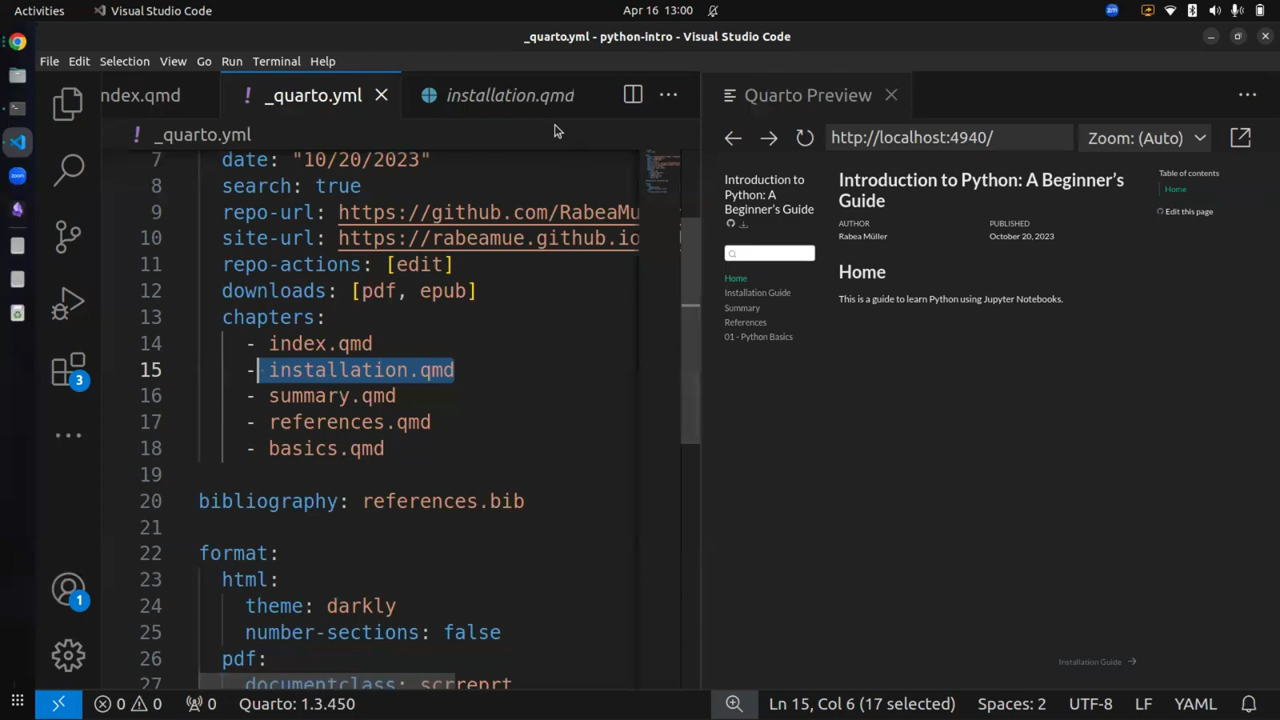 Activities
Visual Studio Code
Apr 16 13:00
_quarto.yml - python-intro - Visual Studio Code
File Edit Selection View Go Run Terminal Help
ndex.qmd
! _quarto.yml
installation.qmd
! _quarto.yml
7 date: "10/20/2023"
8 search: true
9 repo-url: https://github.com/RabeaMu
10 site-url: https://rabeamue.github.io
11 repo-actions: [edit]
12 downloads: [pdf, epub]
13 chapters:
14 - index.qmd
15 - installation.qmd
16 - summary.qmd
17 - references.qmd
18 - basics.qmd
19
20 bibliography: references.bib
21
22 format:
23 html:
24 theme: darkly
25 number-sections: false
26 pdf:
27 documentclass: scrreprt
3
1
Quarto Preview
http://localhost:4940/
Zoom: (Auto)
Introduction to
Python: A
Beginner's Guide
Home
Installation Guide
Summary
References
01 - Python Basics
Introduction to Python: A Beginner's
Guide
AUTHOR
Rabea Müller
PUBLISHED
October 20, 2023
Home
This is a guide to learn Python using Jupyter Notebooks.
Table of contents
Home
Edit this page
Installation Guide
0 0 0 Quarto: 1.3.450
Ln 15, Col 6 (17 selected) Spaces: 2 UTF-8 LF YAML